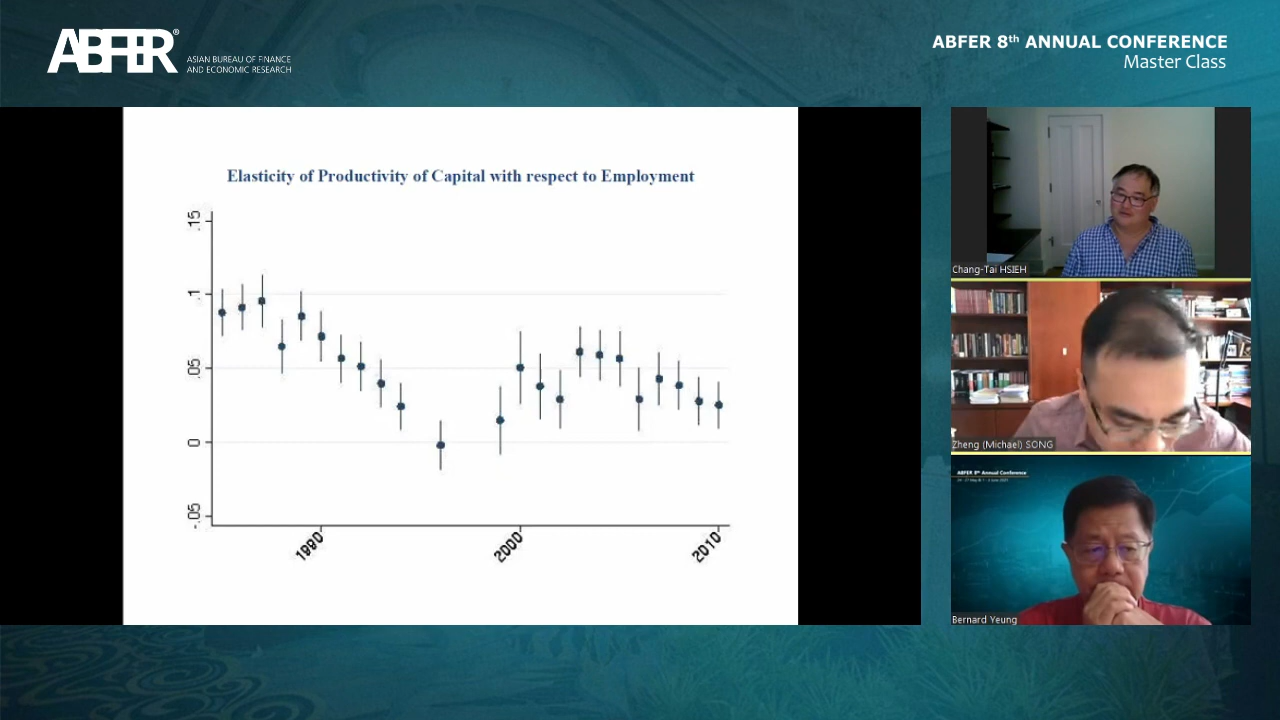 ABFER®
ASIAN BUREAU OF FINANCE
AND ECONOMIC RESEARCH
ABFER 8th ANNUAL CONFERENCE
Master Class
Elasticity of Productivity of Capital with respect to Employment
.15
.1
.05
0
-.05
1990
2000
2010
Chang-Tai HSIEH
Zheng (Michael) SONG
ABFER 8th Annual Conference
Bernard Yeung